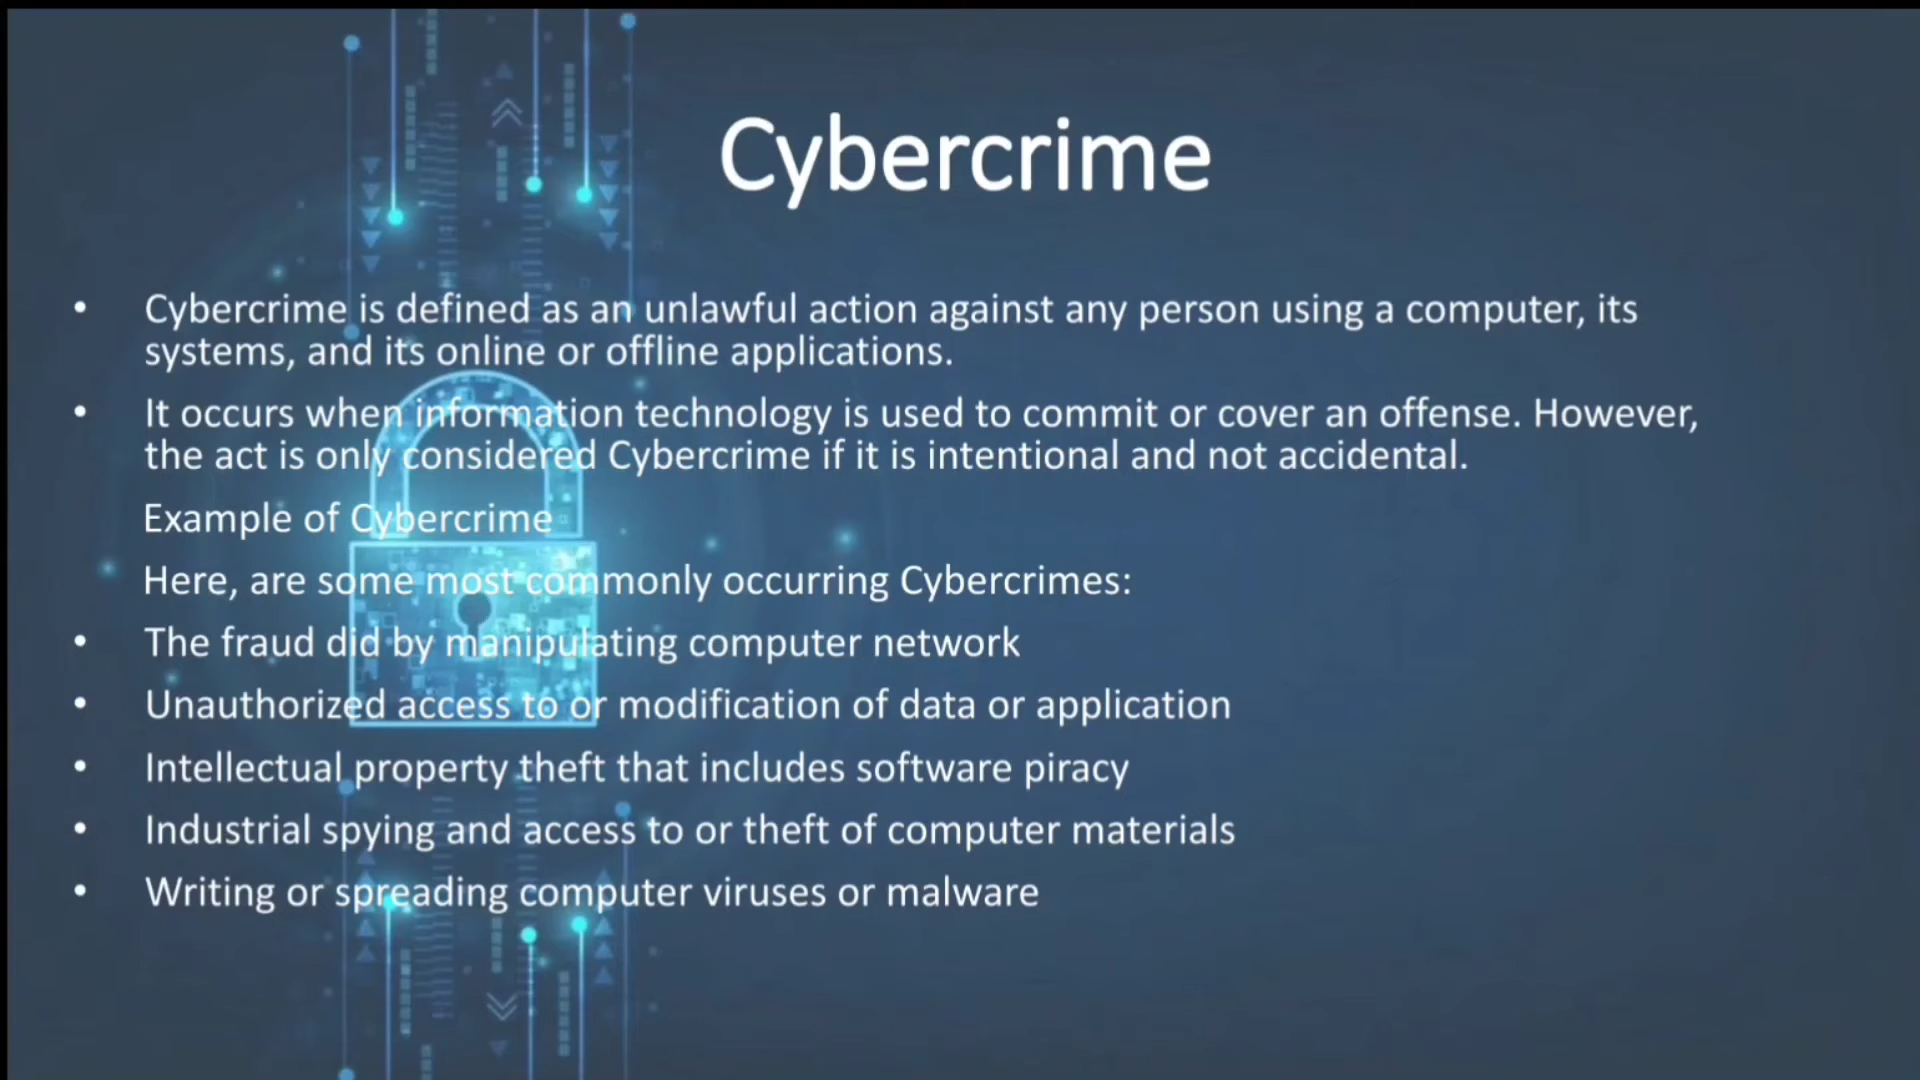 Cybercrime
• Cybercrime is defined as an unlawful action against any person using a computer, its
systems, and its online or offline applications.
• It occurs when information technology is used to commit or cover an offense. However,
the act is only considered Cybercrime if it is intentional and not accidental.
Example of Cybercrime
Here, are some most commonly occurring Cybercrimes:
• The fraud did by manipulating computer network
• Unauthorized access to or modification of data or application
• Intellectual property theft that includes software piracy
• Industrial spying and access to or theft of computer materials
• Writing or spreading computer viruses or malware